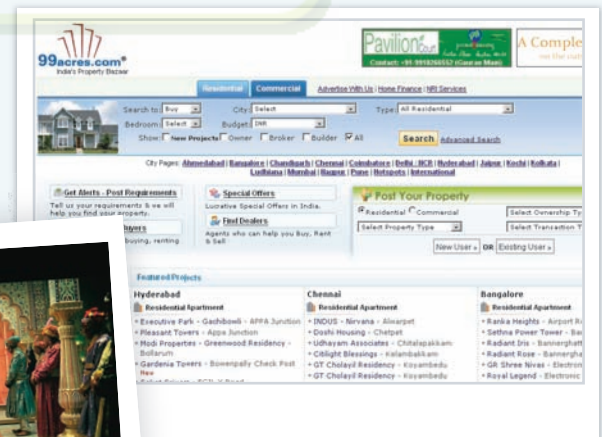 99acres.com®
India's Property Bazaar
Pavilion Court
Contact: +91-9910266552 (Gaurav Mam)
A Comple
Residential Commercial Advertise With Us | Home Finance | NRI Services
Search to: Buy City: Select Type: All Residential
Bedroom: Select Budget: INR
Show: New Projects Owner Broker Builder All Search Advanced Search
City Pages: Ahmedabad | Bangalore | Chandigarh | Chennai | Coimbatore | Delhi / NCR | Hyderabad | Jaipur | Kochi | Kolkata |
Ludhiana | Mumbai | Nagpur | Pune | Hotspots | International
Get Alerts - Post Requirements
Tell us your requirements & we will
help you find your property.
Buyers
buying, renting
Special Offers
Lucrative Special Offers in India.
Find Dealers
Agents who can help you Buy, Rent
& Sell
Post Your Property
Residential Commercial Select Ownership Ty
Select Property Type Select Transaction T
New User » OR Existing User »
Featured Projects
Hyderabad
Residential Apartment
• Executive Park - Gachibowli - APPA Junction
• Pleasant Towers - Appa Junction
• Modi Properties - Greenwood Residency -
Bollarum
• Gardenia Towers - Bowenpally Check Post
New
Chennai
Residential Apartment
• INDUS - Nirvana - Alwarpet
• Doshi Housing - Chetpet
• Udhayam Associates - Chitalapakkam
• Citilight Blessings - Kelambakkam
• GT Cholayil Residency - Koyambedu
• GT Cholayil Residency - Koyambedu
Bangalore
Residential Apartment
• Ranka Heights - Airport R
• Sethna Power Tower - Ba
• Radiant Iris - Bannerghatt
• Radiant Rose - Bannergha
• GR Shree Nivas - Electron
• Royal Legend - Electronic